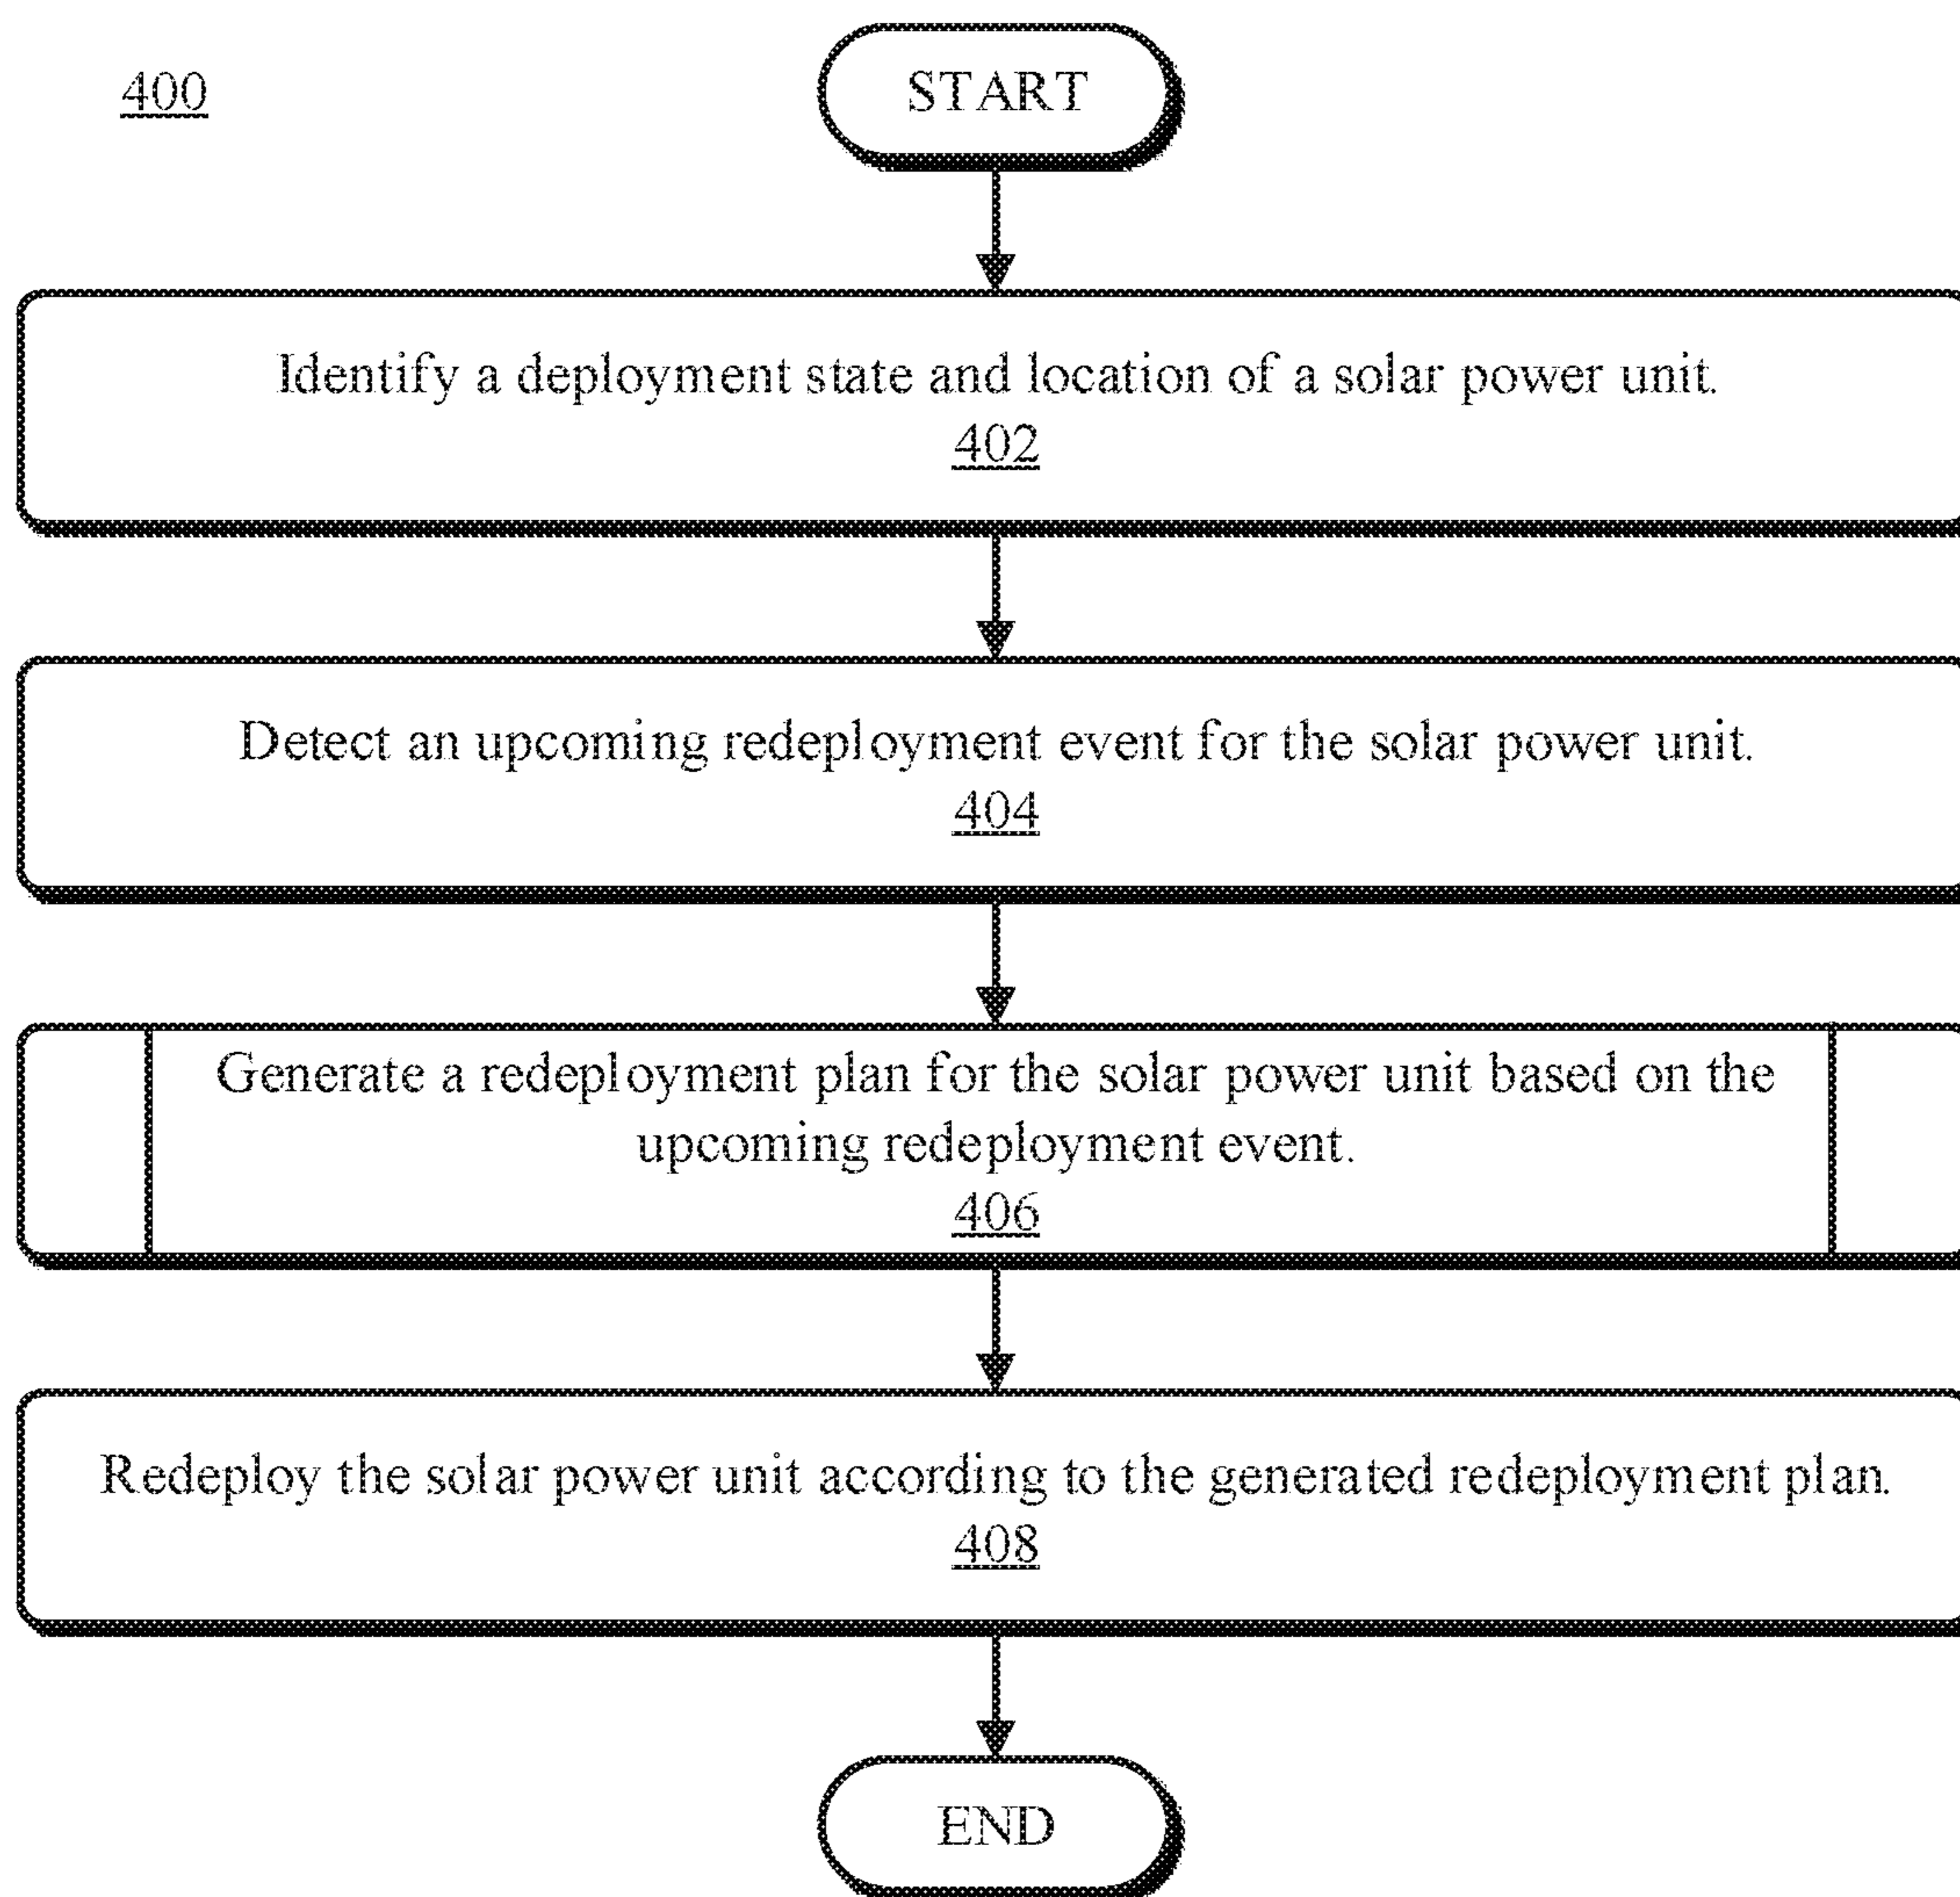 400
START
Identify a deployment state and location of a solar power unit.
402
Detect an upcoming redeployment event for the solar power unit.
404
Generate a redeployment plan for the solar power unit based on the
upcoming redeployment event.
406
Redeploy the solar power unit according to the generated redeployment plan.
408
END